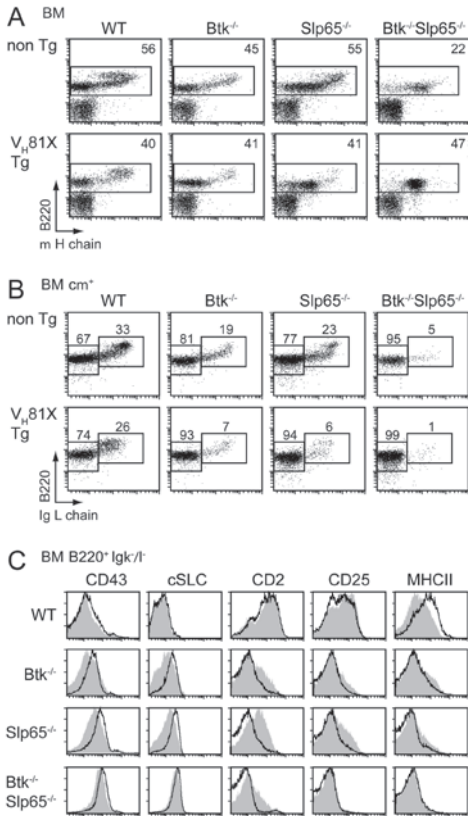 A BM
WT Btk-/- Slp65-/- Btk-/-Slp65-/-
non Tg
56 45 55 22
VH81X
Tg
40 41 41 47
B220
m H chain
B BM cm+
WT Btk-/- Slp65-/- Btk-/-Slp65-/-
non Tg
67 33 81 19 77 23 95 5
VH81X
Tg
74 26 93 7 94 6 99 1
B220
Ig L chain
C BM B220+ Igk-/l-
CD43 cSLC CD2 CD25 MHCII
WT
Btk-/-
Slp65-/-
Btk-/-
Slp65-/-